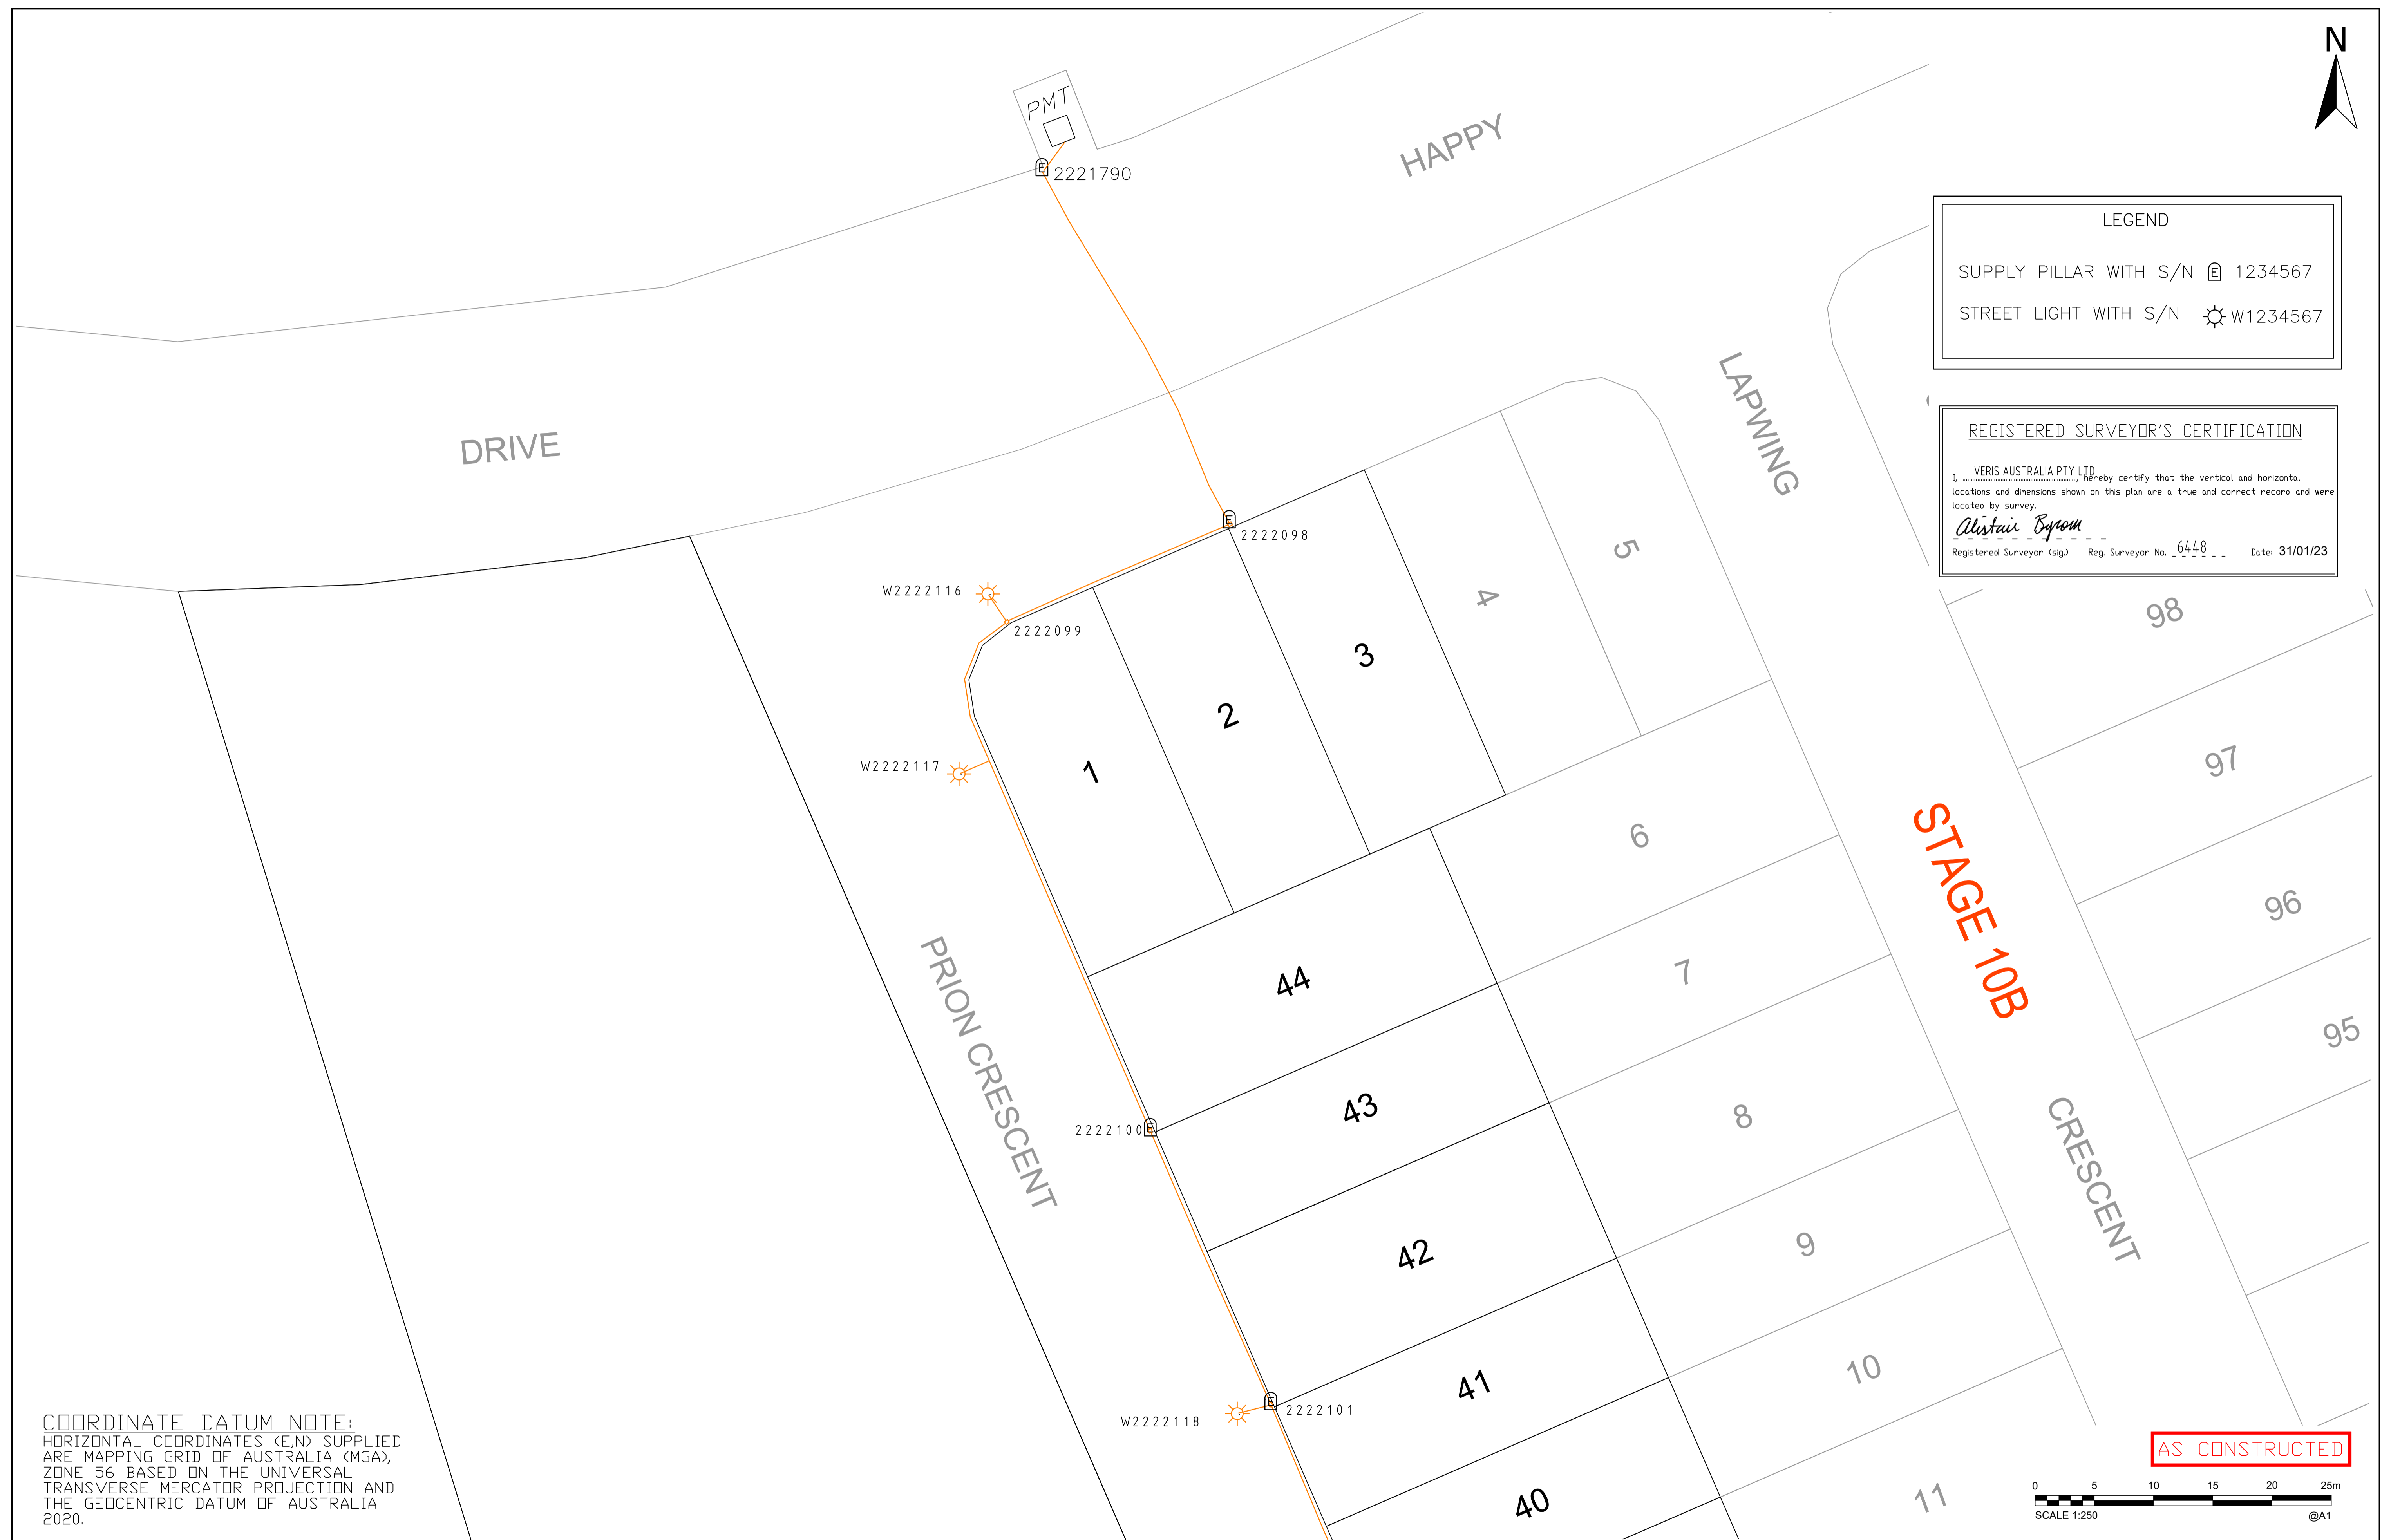 N
PMT
E 2221790
HAPPY
LEGEND
SUPPLY PILLAR WITH S/N E 1234567
STREET LIGHT WITH S/N W1234567
DRIVE
LAPWING
REGISTERED SURVEYOR'S CERTIFICATION
I, VERIS AUSTRALIA PTY LTD, hereby certify that the vertical and horizontal
locations and dimensions shown on this plan are a true and correct record and were
located by survey.
Alistair Byrom
Registered Surveyor (sig.) Reg. Surveyor No. 6448 Date: 31/01/23
E
2222098
5
4
W2222116
2222099
98
3
2
W2222117
1
97
6
STAGE 10B
96
7
44
PRION CRESCENT
95
43
8
2222100 E
CRESCENT
42
9
41
10
E
2222101
W2222118
40
11
COORDINATE DATUM NOTE:
HORIZONTAL COORDINATES (E,N) SUPPLIED
ARE MAPPING GRID OF AUSTRALIA (MGA),
ZONE 56 BASED ON THE UNIVERSAL
TRANSVERSE MERCATOR PROJECTION AND
THE GEOCENTRIC DATUM OF AUSTRALIA
2020.
AS CONSTRUCTED
0 5 10 15 20 25m
SCALE 1:250 @A1